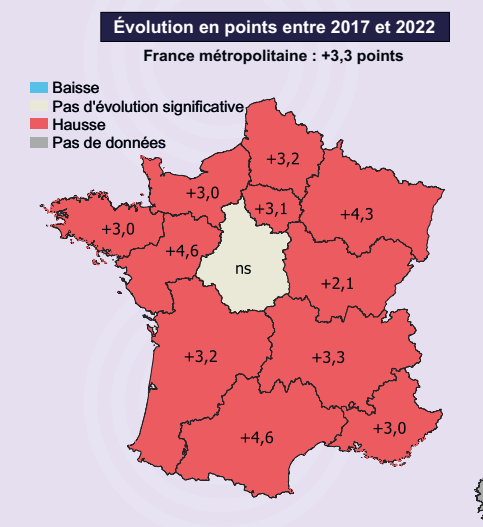 Évolution en points entre 2017 et 2022
France métropolitaine : +3,3 points
Baisse
Pas d'évolution significative
Hausse
Pas de données
+3,2
+3,0
+3,1
+4,3
+3,0
+4,6
ns
+2,1
+3,2
+3,3
+3,0
+4,6